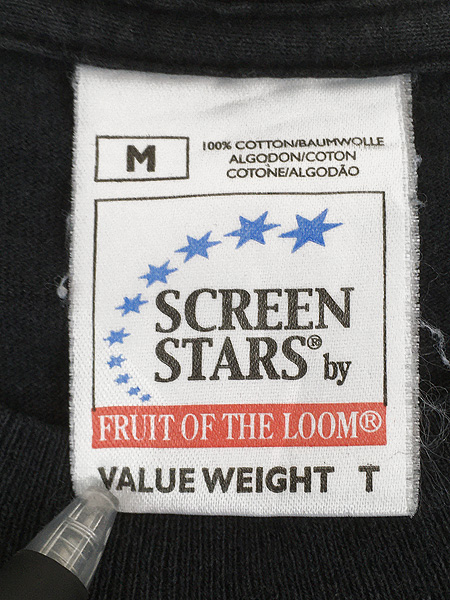 M
100% COTTON/BAUMWOLLE
ALGODON/COTON
COTONE/ALGODÃO
SCREEN
STARS® by
FRUIT OF THE LOOM®
VALUE WEIGHT T